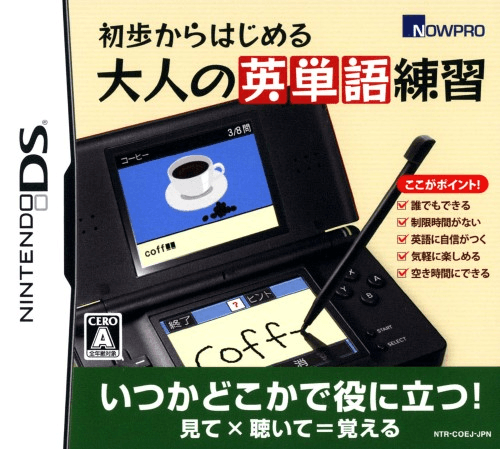 NOWPRO
初歩からはじめる
大人の英単語練習
NINTENDO DS
3/8問
コーヒー
coff
ここがポイント!
誰でもできる
制限時間がない
英語に自信がつく
気軽に楽しめる
空き時間にできる
終了
?
ヒント
coff
消
START
SELECT
CERO
A
全年齢対象
いつかどこかで役に立つ!
見て×聴いて=覚える
NTR-COEJ-JPN